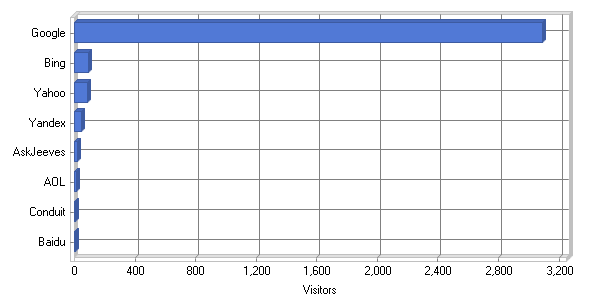 Google
Bing
Yahoo
Yandex
AskJeeves
AOL
Conduit
Baidu
0 400 800 1,200 1,600 2,000 2,400 2,800 3,200
Visitors